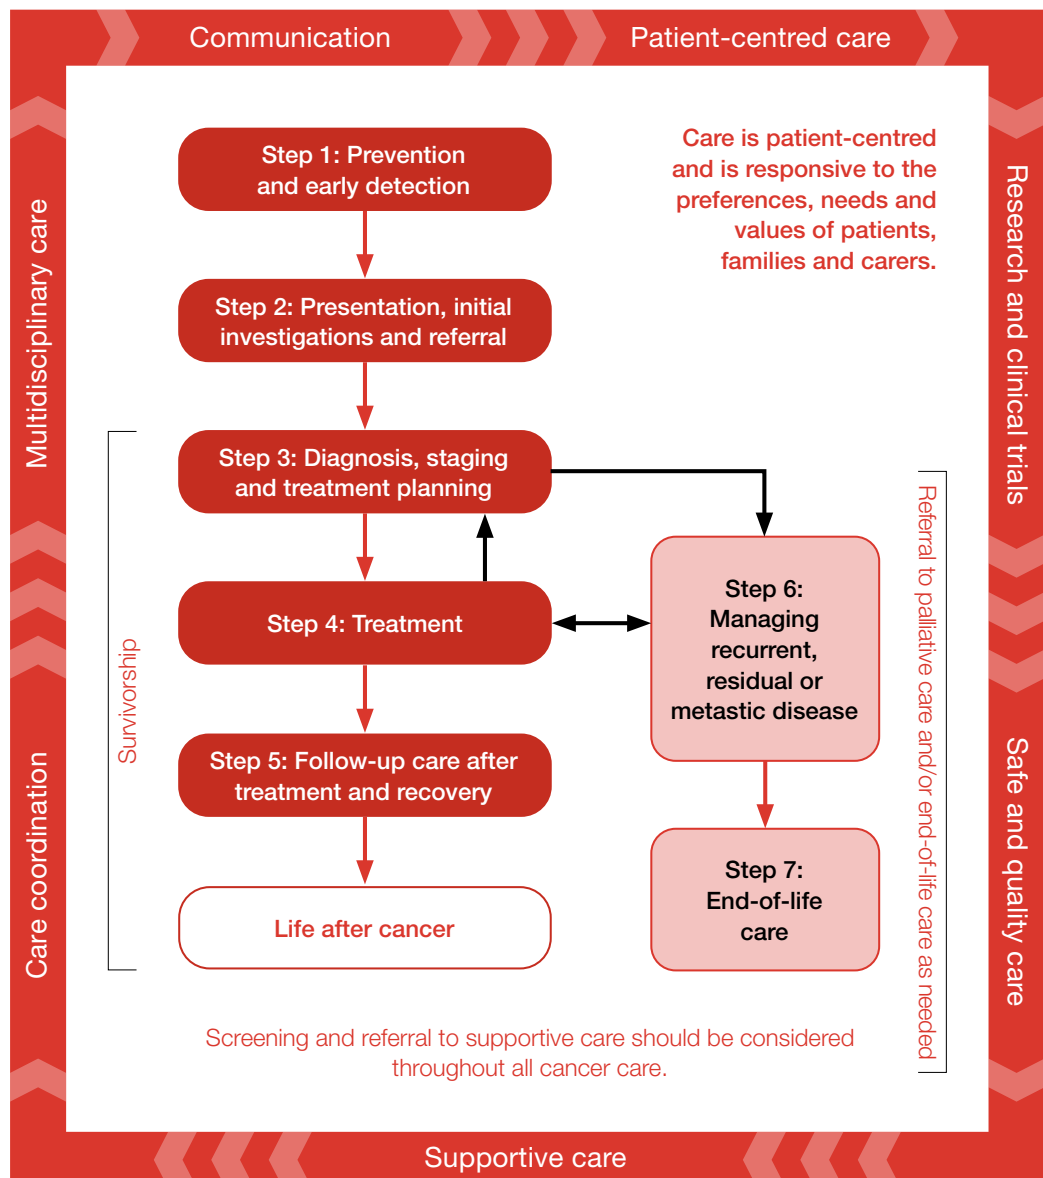 Communication
Patient-centred care
Multidisciplinary care
Care coordination
Research and clinical trials
Safe and quality care
Supportive care
Care is patient-centred
and is responsive to the
preferences, needs and
values of patients,
families and carers.
Step 1: Prevention
and early detection
Step 2: Presentation, initial
investigations and referral
Step 3: Diagnosis, staging
and treatment planning
Step 4: Treatment
Step 5: Follow-up care after
treatment and recovery
Life after cancer
Survivorship
Step 6:
Managing
recurrent,
residual or
metastic disease
Step 7:
End-of-life
care
Referral to palliative care and/or end-of-life care as needed
Screening and referral to supportive care should be considered
throughout all cancer care.